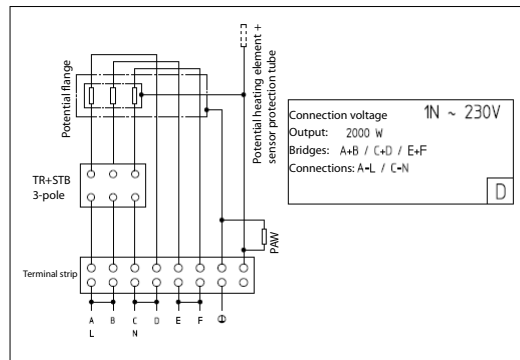 Potential flange
Potential heating element +
sensor protection tube
TR+STB
3-pole
PAW
Terminal strip
A B C D E F
L N
Connection voltage 1N ~ 230V
Output: 2000 W
Bridges: A+B / C+D / E+F
Connections: A-L / C-N
D